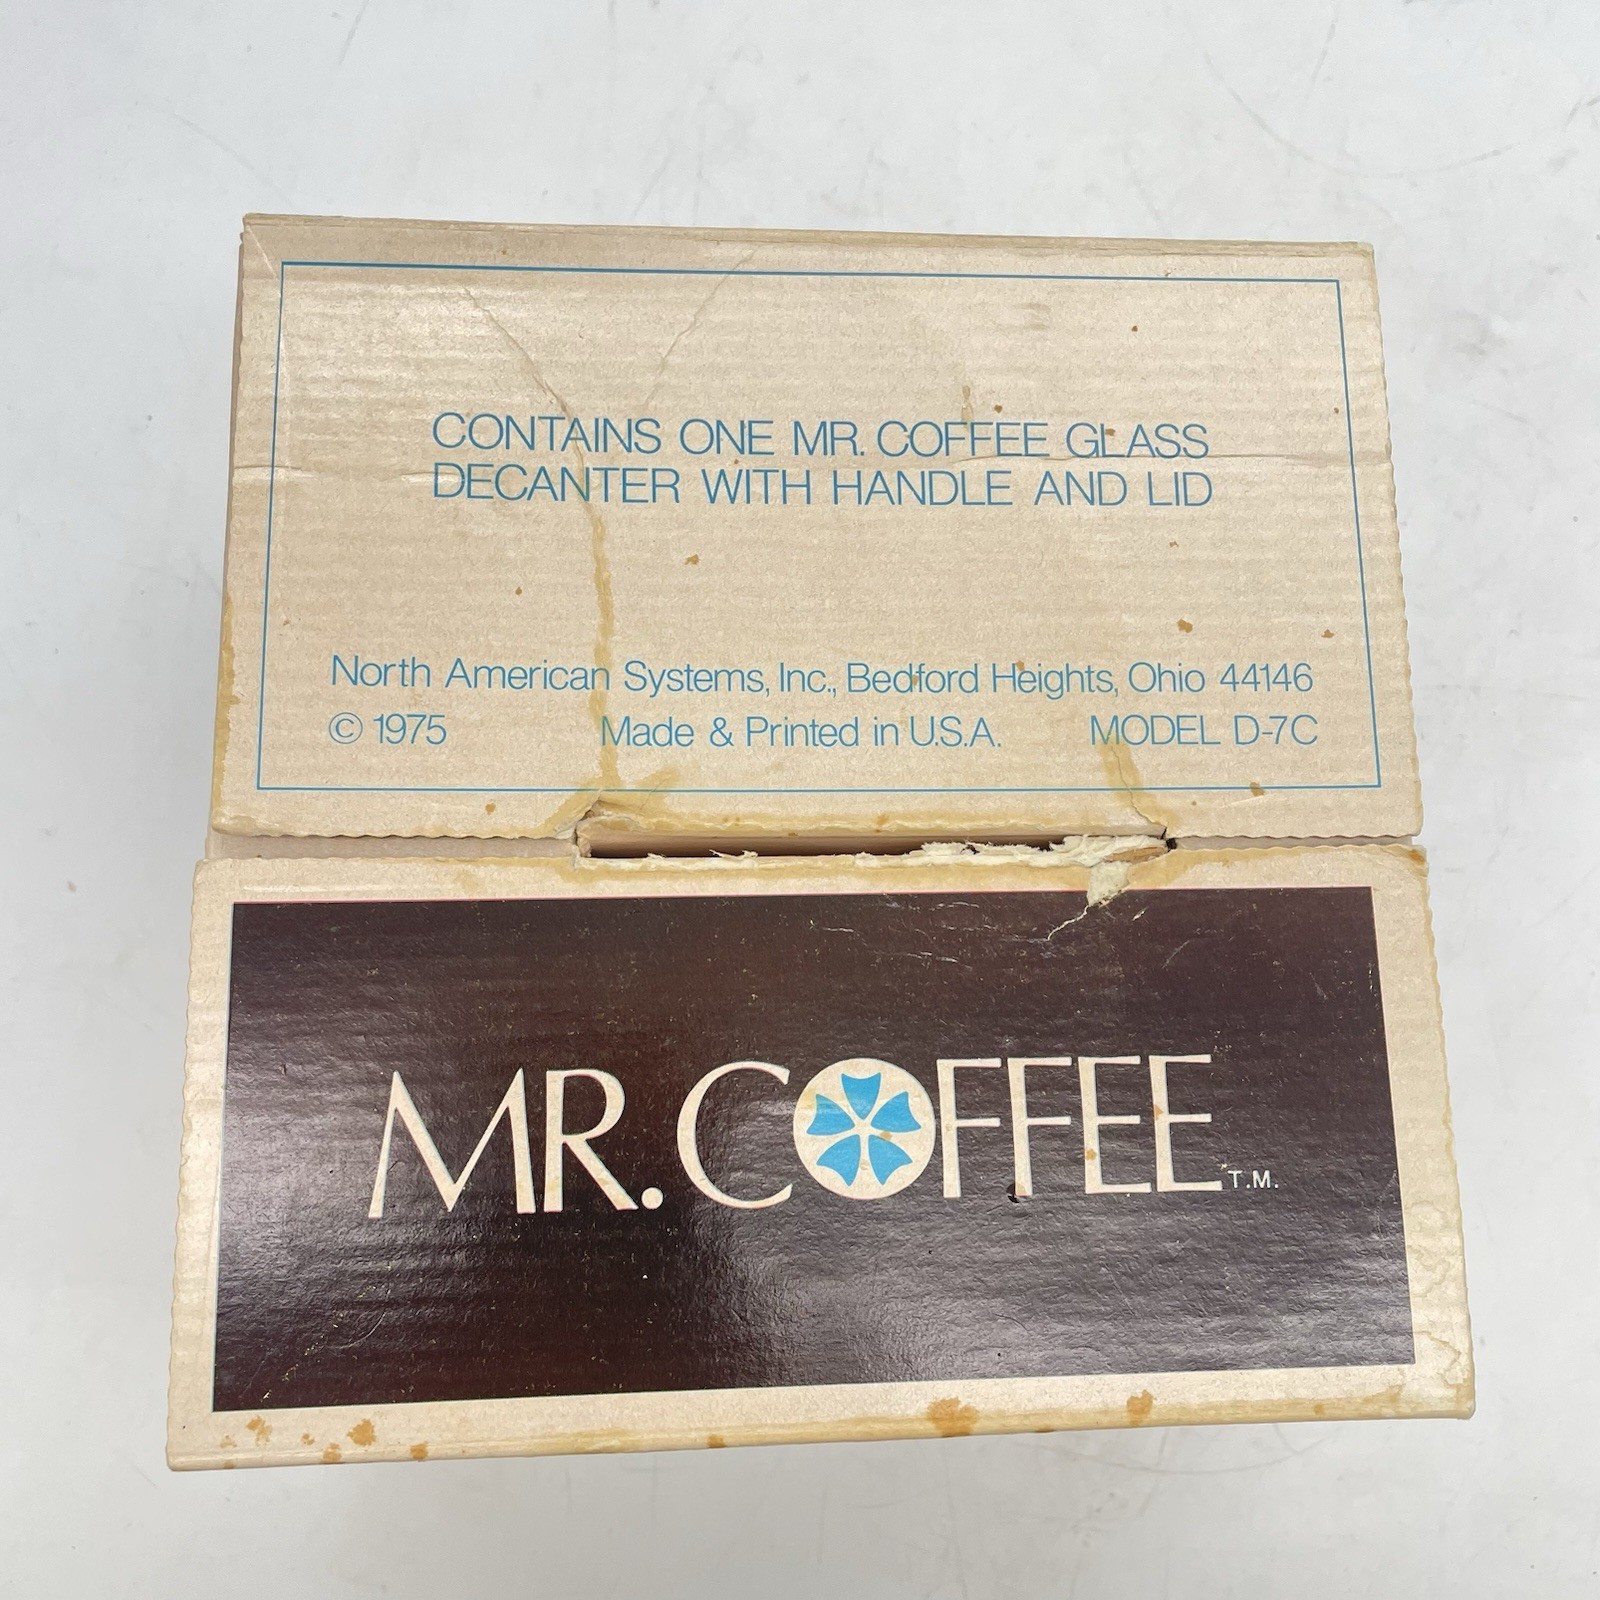 CONTAINS ONE MR. COFFEE GLASS
DECANTER WITH HANDLE AND LID
North American Systems, Inc., Bedford Heights, Ohio 44146
© 1975 Made & Printed in U.S.A. MODEL D-7C
MR. COFFEE T.M.